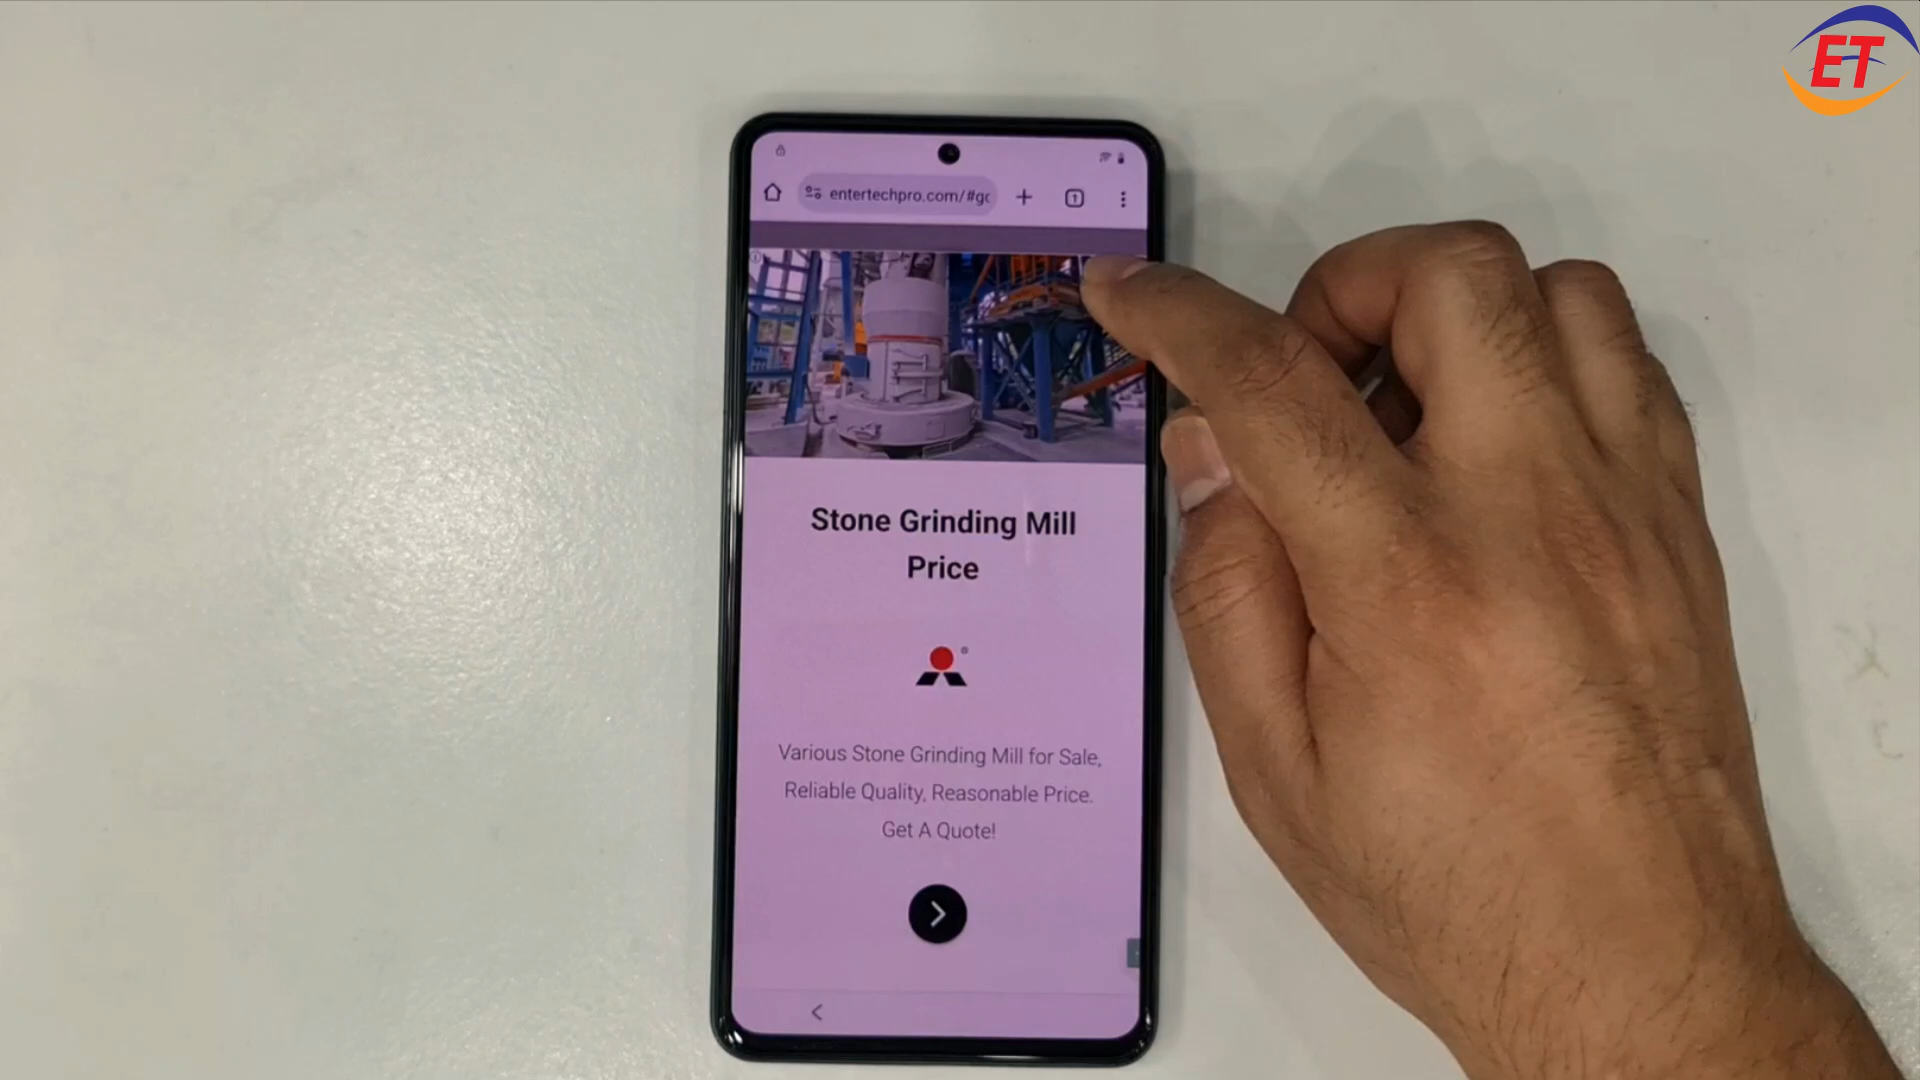 ET
entertechpro.com/#go
Stone Grinding Mill
Price
Various Stone Grinding Mill for Sale,
Reliable Quality, Reasonable Price.
Get A Quote!